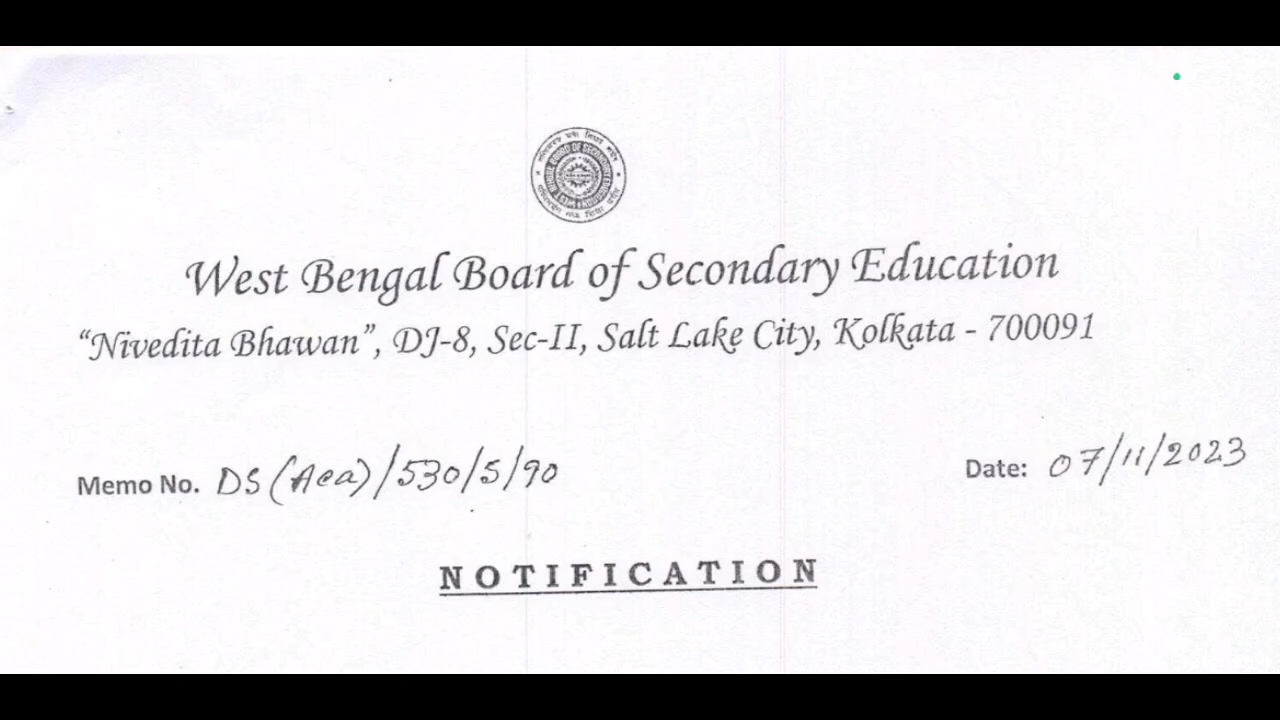 West Bengal Board of Secondary Education
“Nivedita Bhawan”, DJ-8, Sec-II, Salt Lake City, Kolkata - 700091
Memo No. DS (Aca)/530/5/90
Date: 07/11/2023
NOTIFICATION